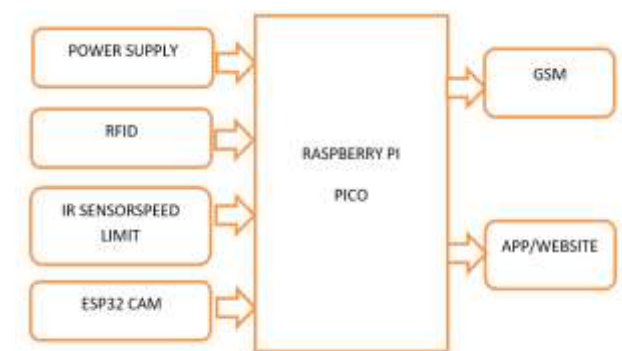 POWER SUPPLY
RFID
IR SENSORSPEED
LIMIT
ESP32 CAM
RASPBERRY PI
PICO
GSM
APP/WEBSITE